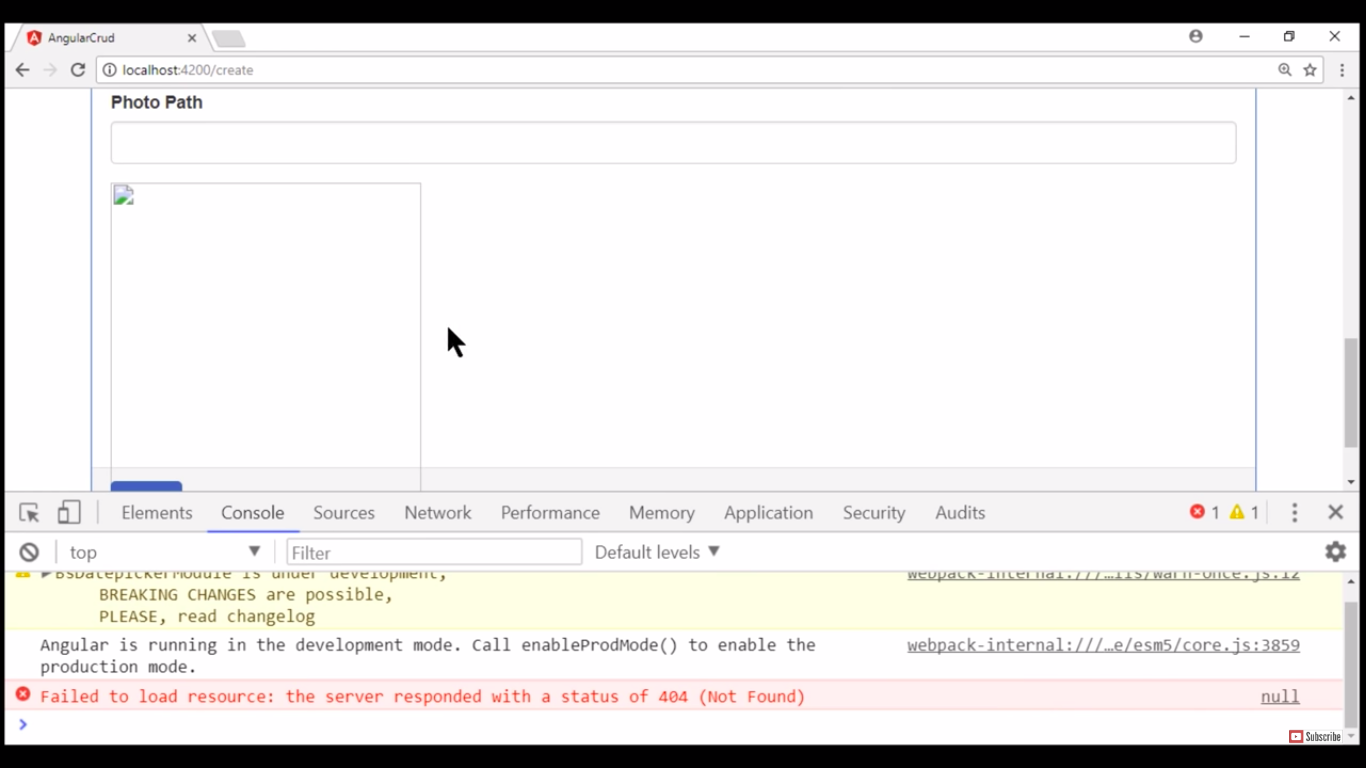 AngularCrud
localhost:4200/create
Photo Path
Elements Console Sources Network Performance Memory Application Security Audits 1 1
top Filter Default levels
BsDatepickerModule is under development, webpack-internal:///…ils/warn-once.js:12
BREAKING CHANGES are possible,
PLEASE, read changelog
Angular is running in the development mode. Call enableProdMode() to enable the webpack-internal:///…e/esm5/core.js:3859
production mode.
Failed to load resource: the server responded with a status of 404 (Not Found) null
Subscribe